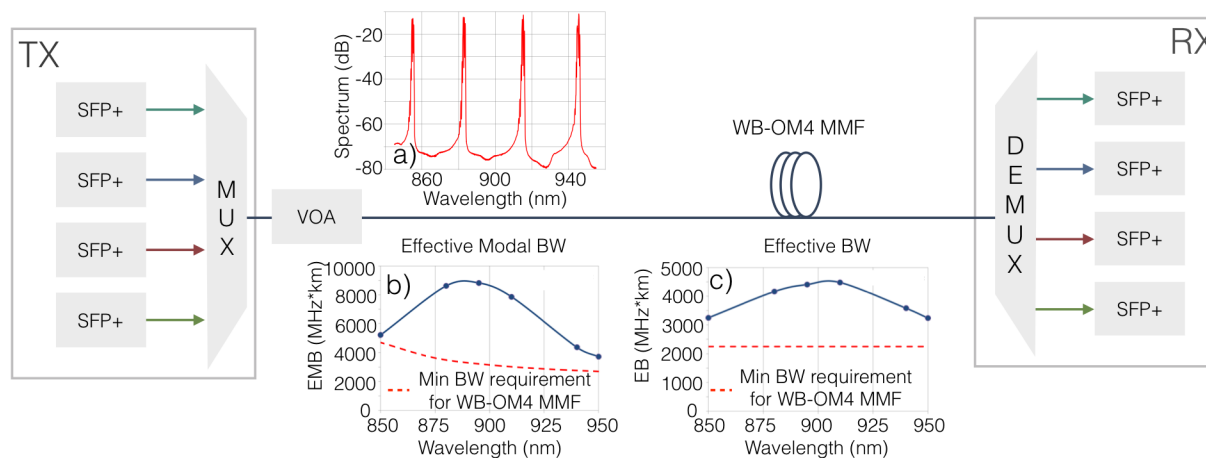 TX
SFP+
SFP+
SFP+
SFP+
MUX
VOA
a)
Spectrum (dB)
-20
-40
-60
-80
860
900
940
Wavelength (nm)
WB-OM4 MMF
Effective Modal BW
b)
EMB (MHz*km)
10000
8000
6000
4000
2000
0
Min BW requirement
for WB-OM4 MMF
850
875
900
925
950
Wavelength (nm)
Effective BW
c)
EB (MHz*km)
5000
4000
3000
2000
1000
0
Min BW requirement
for WB-OM4 MMF
850
875
900
925
950
Wavelength (nm)
RX
DEMUX
SFP+
SFP+
SFP+
SFP+